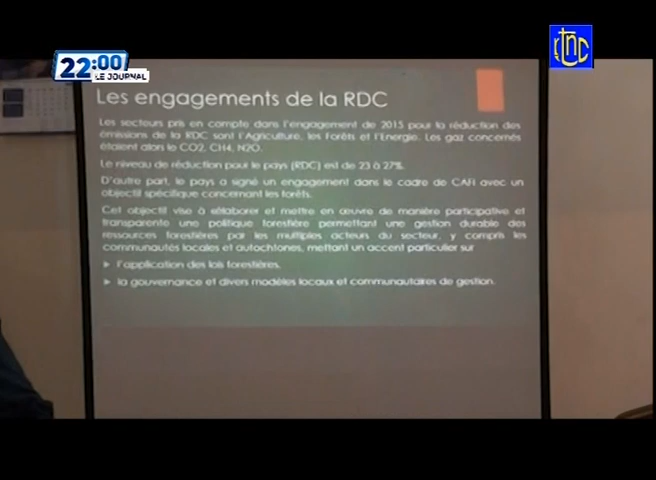 22:00
LE JOURNAL
rtnc
Les engagements de la RDC
Les secteurs pris en compte dans l'engagement de 2015 pour la réduction des
émissions de la RDC sont l'Agriculture, les Forêts et l'Energie. Les gaz concernés
étaient alors le CO2, CH4, N2O.
Le niveau de réduction pour le pays (RDC) est de 23 à 27%.
D'autre part, le pays a signé un engagement dans le cadre de CAFI avec un
objectif spécifique concernant les forêts.
Cet objectif vise à élaborer et mettre en œuvre de manière participative et
transparente une politique forestière permettant une gestion durable des
ressources forestières par les multiples acteurs du secteur, y compris les
communautés locales et autochtones, mettant un accent particulier sur
l'application des lois forestières.
la gouvernance et divers modèles locaux et communautaires de gestion.